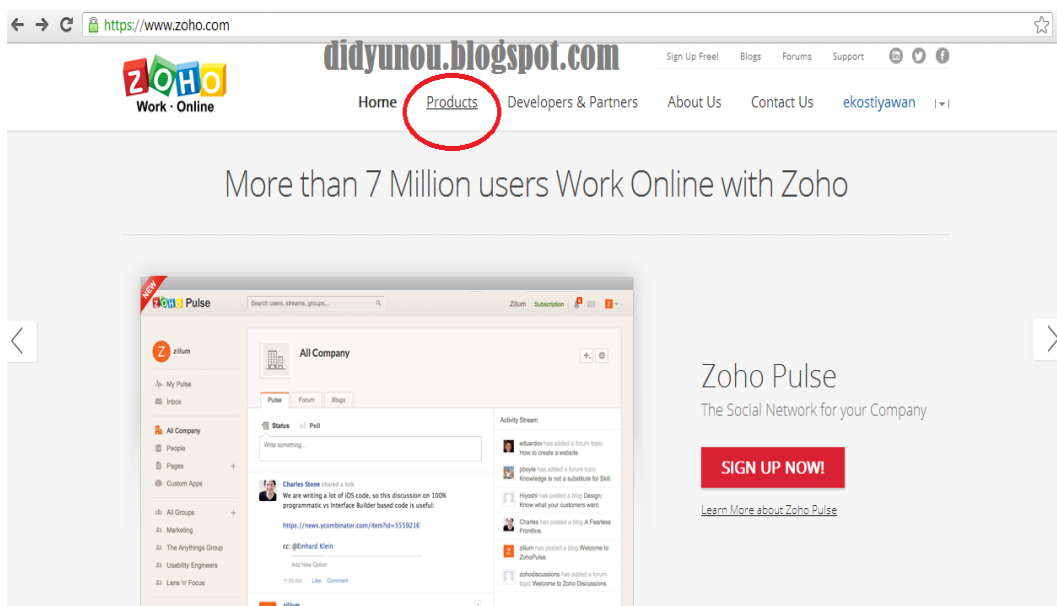 https://www.zoho.com
didyunou.blogspot.com
Sign Up Free! Blogs Forums Support
ZOHO
Work · Online
Home Products Developers & Partners About Us Contact Us ekostiyawan
More than 7 Million users Work Online with Zoho
NEW
ZOHO Pulse
Search users, streams, groups,...
Zillum Subscription
Z zillum
My Pulse
Inbox
All Company
People
Pages +
Custom Apps
All Groups +
Marketing
The Anythings Group
Usability Engineers
Lens 'n' Focus
All Company
Pulse Forum Blogs
Status Poll
Write something...
Charles Stone shared a link
We are writing a lot of iOS code, so this discussion on 100%
programmatic vs Interface Builder based code is useful:
https://news.ycombinator.com/item?id=5559216
cc: @Einhard Klein
Add New Option
11:55 AM . Like Comment
zillum
Activity Stream
eduardov has added a forum topic
How to create a website.
pboyle has added a forum topic
Knowledge is not a substitute for Skill
Hiyoshi has posted a blog Design:
Know what your customers want.
Charles has posted a blog A Fearless
Frontline
zillum has posted a blog Welcome to
ZohoPulse
zohodiscussions has added a forum
topic Welcome to Zoho Discussions.
Zoho Pulse
The Social Network for your Company
SIGN UP NOW!
Learn More about Zoho Pulse